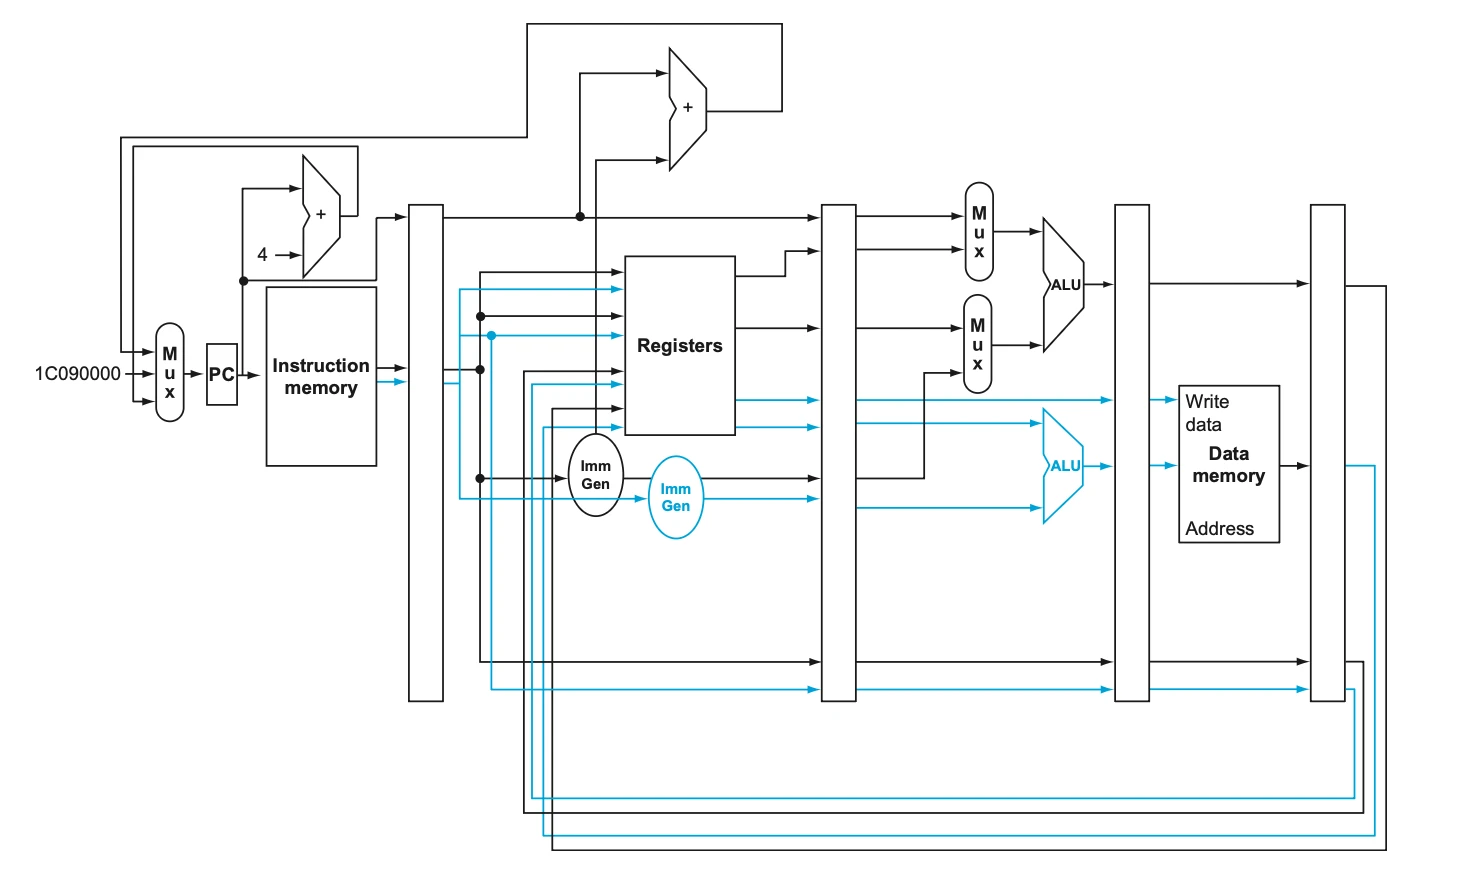 +
+
4
1C090000
M
u
x
PC
Instruction
memory
Registers
Imm
Gen
Imm
Gen
M
u
x
M
u
x
ALU
ALU
Write
data
Data
memory
Address